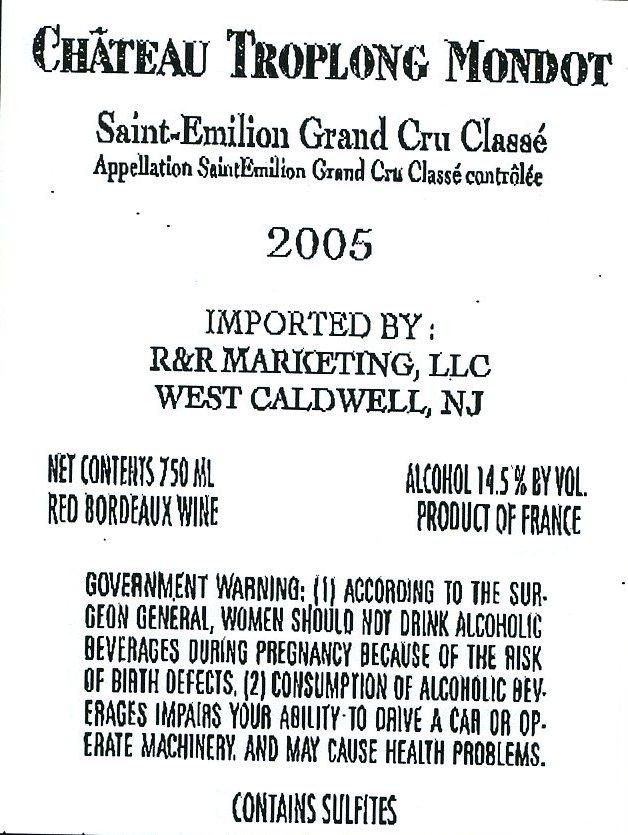 CHÂTEAU TROPLONG MONDOT
Saint-Emilion Grand Cru Classé
Appellation SaintEmilion Grand Cru Classé contrôlée
2005
IMPORTED BY :
R&R MARKETING, LLC
WEST CALDWELL, NJ
NET CONTENTS 750 ML
RED BORDEAUX WINE
ALCOHOL 14.5 % BY VOL.
PRODUCT OF FRANCE
GOVERNMENT WARNING: (1) ACCORDING TO THE SUR-
GEON GENERAL, WOMEN SHOULD NOT DRINK ALCOHOLIC
BEVERAGES DURING PREGNANCY BECAUSE OF THE RISK
OF BIRTH DEFECTS. (2) CONSUMPTION OF ALCOHOLIC BEV-
ERAGES IMPAIRS YOUR ABILITY TO DRIVE A CAR OR OP-
ERATE MACHINERY. AND MAY CAUSE HEALTH PROBLEMS.
CONTAINS SULFITES